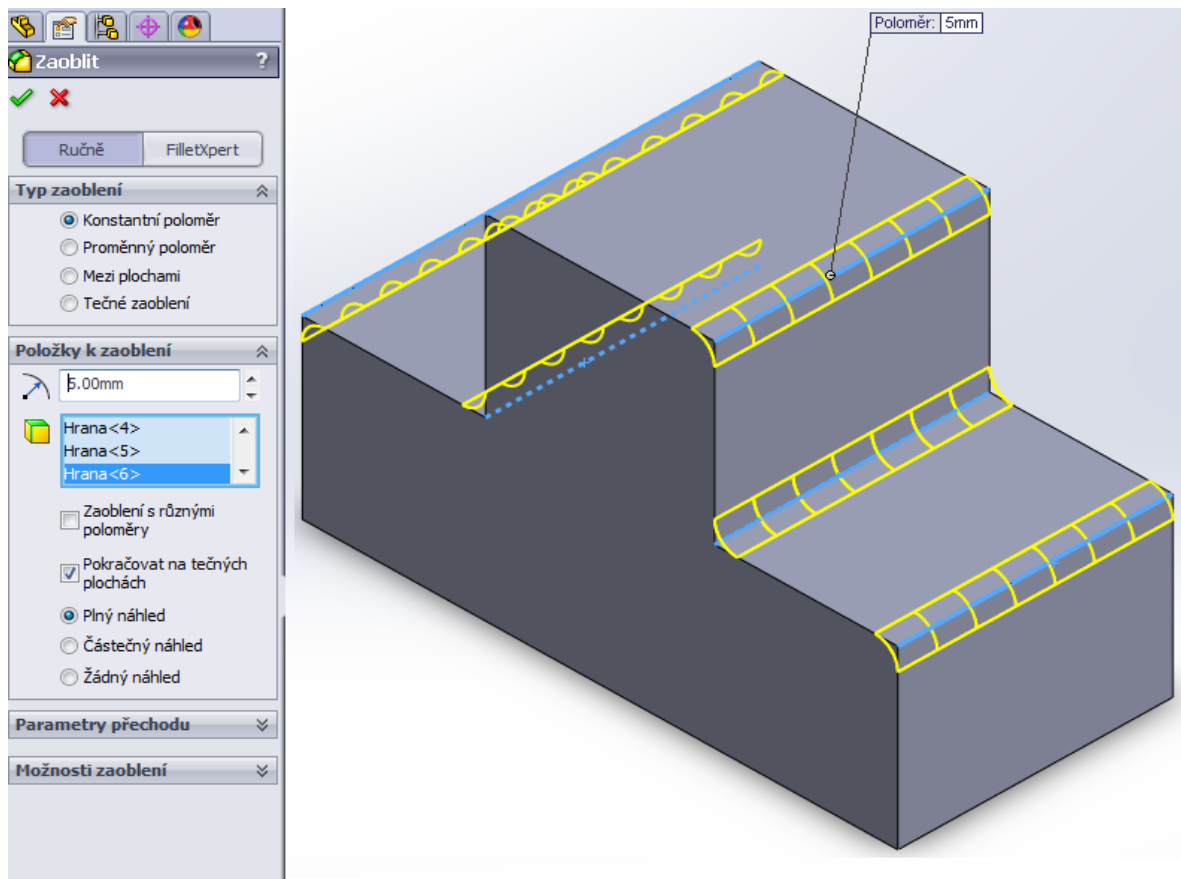 Poloměr: 5mm
Zaoblit ?
Ručně FilletXpert
Typ zaoblení
Konstantní poloměr
Proměnný poloměr
Mezi plochami
Tečné zaoblení
Položky k zaoblení
5.00mm
Hrana<4>
Hrana<5>
Hrana<6>
Zaoblení s různými
poloměry
Pokračovat na tečných
plochách
Plný náhled
Částečný náhled
Žádný náhled
Parametry přechodu
Možnosti zaoblení